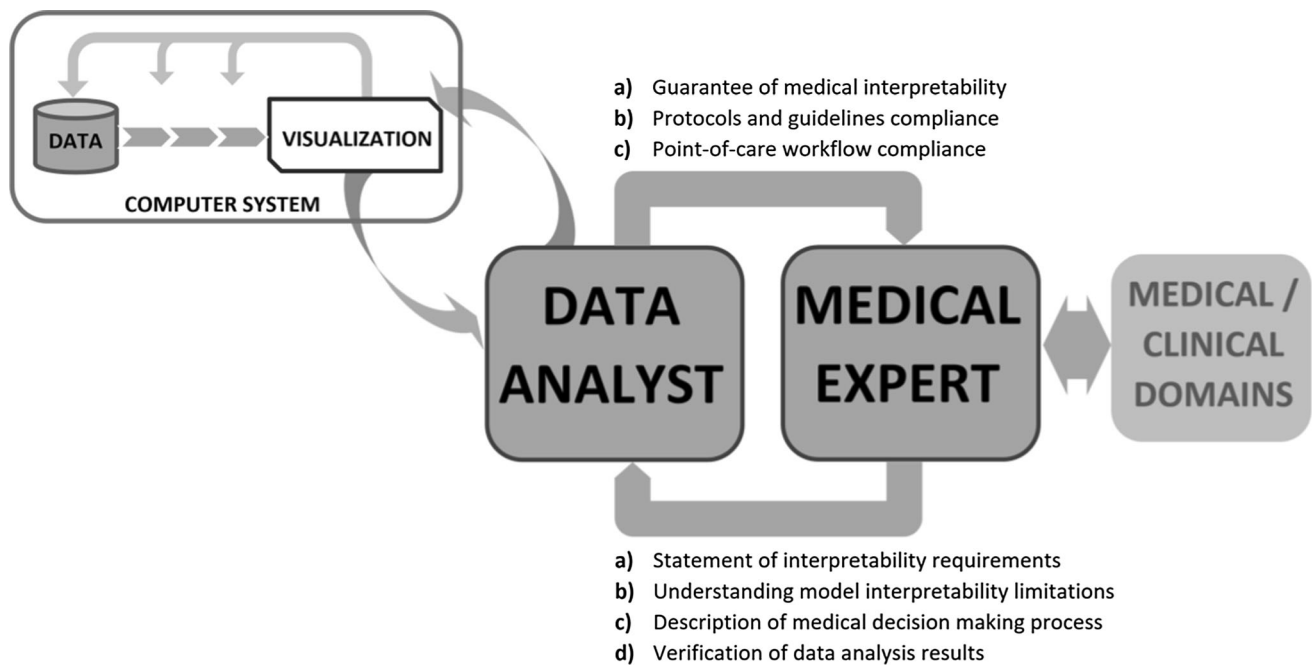 DATA
VISUALIZATION
COMPUTER SYSTEM
a) Guarantee of medical interpretability
b) Protocols and guidelines compliance
c) Point-of-care workflow compliance
DATA
ANALYST
MEDICAL
EXPERT
MEDICAL /
CLINICAL
DOMAINS
a) Statement of interpretability requirements
b) Understanding model interpretability limitations
c) Description of medical decision making process
d) Verification of data analysis results